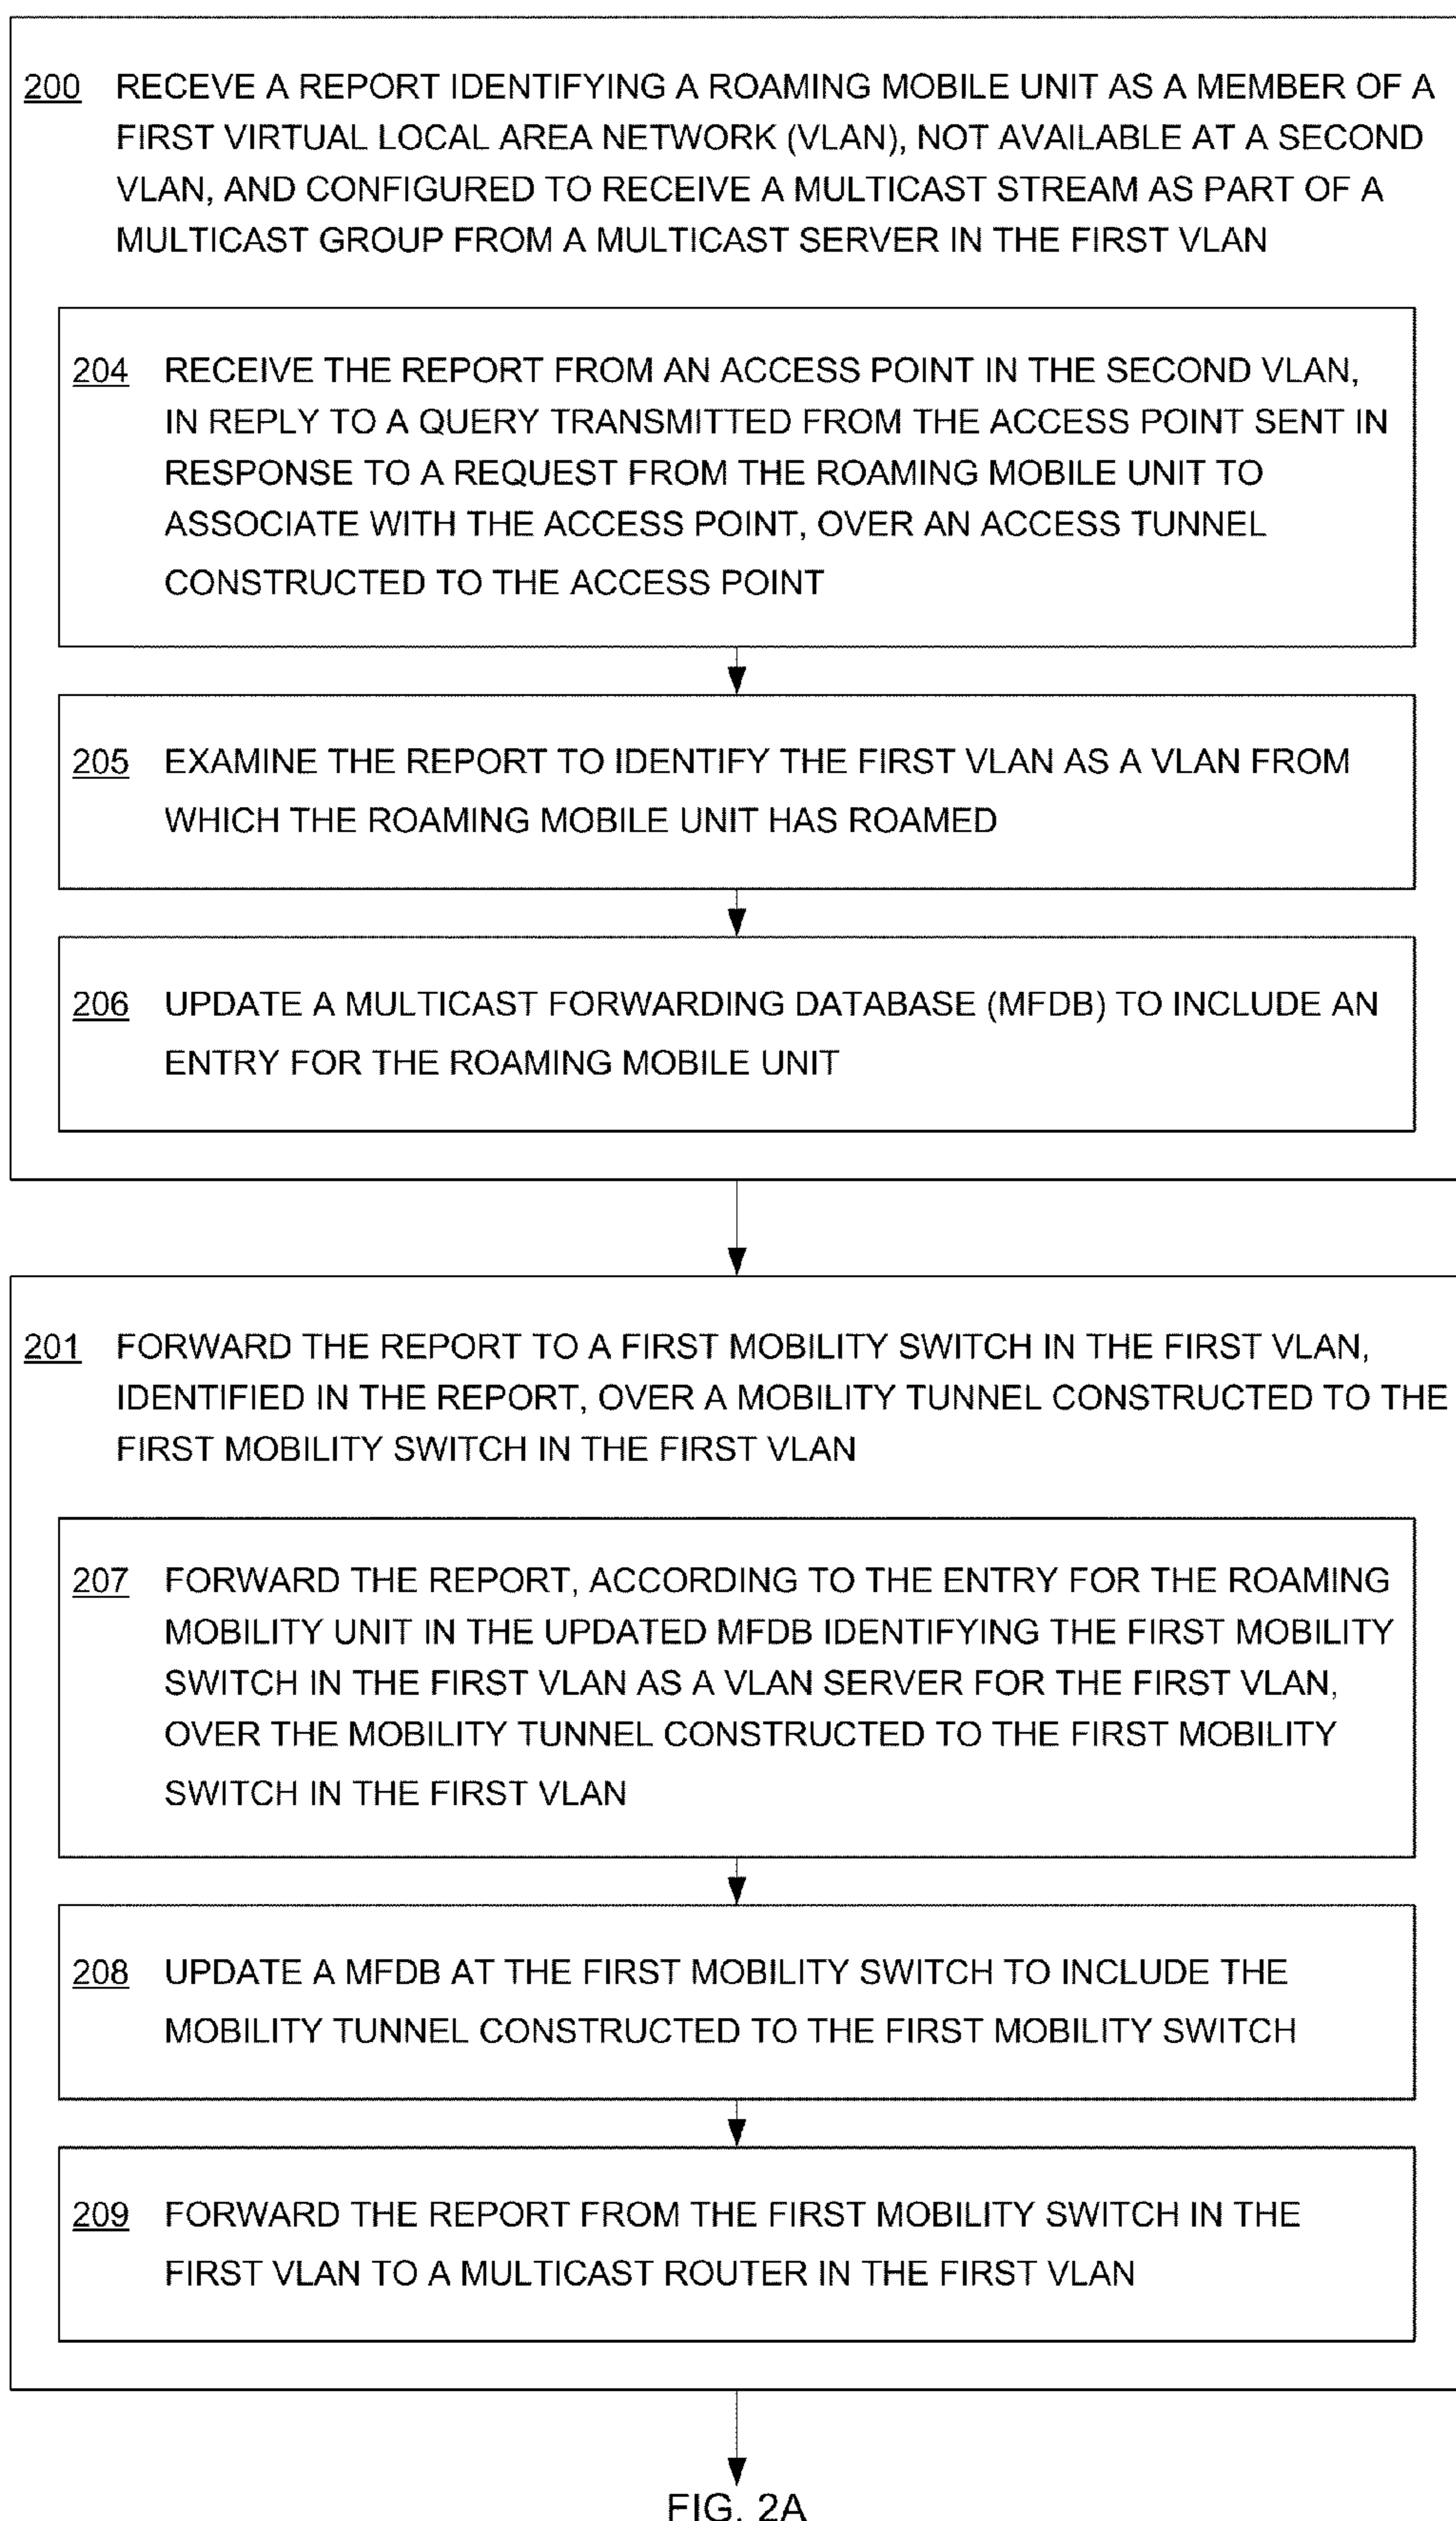 200 RECEVE A REPORT IDENTIFYING A ROAMING MOBILE UNIT AS A MEMBER OF A
FIRST VIRTUAL LOCAL AREA NETWORK (VLAN), NOT AVAILABLE AT A SECOND
VLAN, AND CONFIGURED TO RECEIVE A MULTICAST STREAM AS PART OF A
MULTICAST GROUP FROM A MULTICAST SERVER IN THE FIRST VLAN
204 RECEIVE THE REPORT FROM AN ACCESS POINT IN THE SECOND VLAN,
IN REPLY TO A QUERY TRANSMITTED FROM THE ACCESS POINT SENT IN
RESPONSE TO A REQUEST FROM THE ROAMING MOBILE UNIT TO
ASSOCIATE WITH THE ACCESS POINT, OVER AN ACCESS TUNNEL
CONSTRUCTED TO THE ACCESS POINT
205 EXAMINE THE REPORT TO IDENTIFY THE FIRST VLAN AS A VLAN FROM
WHICH THE ROAMING MOBILE UNIT HAS ROAMED
206 UPDATE A MULTICAST FORWARDING DATABASE (MFDB) TO INCLUDE AN
ENTRY FOR THE ROAMING MOBILE UNIT
201 FORWARD THE REPORT TO A FIRST MOBILITY SWITCH IN THE FIRST VLAN,
IDENTIFIED IN THE REPORT, OVER A MOBILITY TUNNEL CONSTRUCTED TO THE
FIRST MOBILITY SWITCH IN THE FIRST VLAN
207 FORWARD THE REPORT, ACCORDING TO THE ENTRY FOR THE ROAMING
MOBILITY UNIT IN THE UPDATED MFDB IDENTIFYING THE FIRST MOBILITY
SWITCH IN THE FIRST VLAN AS A VLAN SERVER FOR THE FIRST VLAN,
OVER THE MOBILITY TUNNEL CONSTRUCTED TO THE FIRST MOBILITY
SWITCH IN THE FIRST VLAN
208 UPDATE A MFDB AT THE FIRST MOBILITY SWITCH TO INCLUDE THE
MOBILITY TUNNEL CONSTRUCTED TO THE FIRST MOBILITY SWITCH
209 FORWARD THE REPORT FROM THE FIRST MOBILITY SWITCH IN THE
FIRST VLAN TO A MULTICAST ROUTER IN THE FIRST VLAN
FIG. 2A